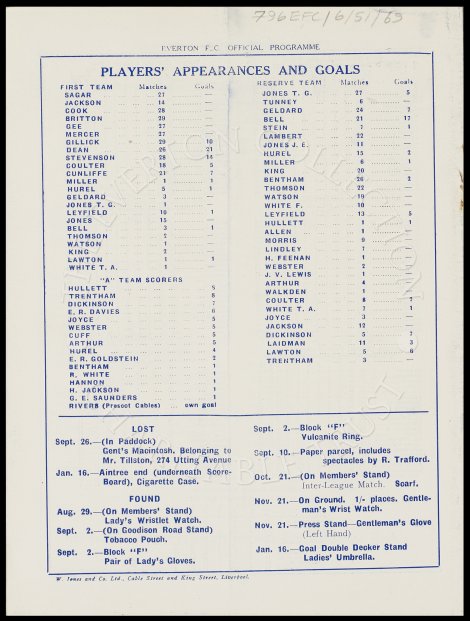 796EFC/6/51/69
EVERTON F.C. OFFICIAL PROGRAMME
PLAYERS' APPEARANCES AND GOALS
FIRST TEAM Matches Goals
SAGAR 27 —
JACKSON 14 —
COOK 28 —
BRITTON 29 —
GEE 27 —
MERCER 27 —
GILLICK 29 10
DEAN 26 21
STEVENSON 28 14
COULTER 18 5
CUNLIFFE 21 7
MILLER 1 1
HUREL 5 1
GELDARD 3 —
JONES T. G. 1 —
LEYFIELD 10 1
JONES 15 —
BELL 3 1
THOMSON 2 —
WATSON 1 —
KING 2 —
LAWTON 1 1
WHITE T. A. 1 —
"A" TEAM SCORERS
HULLETT 5
TRENTHAM 8
DICKINSON 7
E. R. DAVIES 6
JOYCE 5
WEBSTER 5
CUFF 5
ARTHUR 5
HUREL 4
E. R. GOLDSTEIN 2
BENTHAM 1
R. WHITE 1
HANNON 1
H. JACKSON 1
G. E. SAUNDERS 1
RIVERS (Prescot Cables) ... own goal
RESERVE TEAM Matches Goals
JONES T. G. 27 5
TUNNEY 6 —
GELDARD 24 7
BELL 21 17
STEIN 7 1
LAMBERT 22 —
JONES J. E. 11 —
HUREL 15 2
MILLER 6 1
KING 20 —
BENTHAM 26 2
THOMSON 22 —
WATSON 19 —
WHITE F. 10 —
LEYFIELD 13 5
HULLETT 1 1
ALLEN 1 —
MORRIS 9 —
LINDLEY 7 —
H. FEENAN 1 —
WEBSTER 2 —
J. V. LEWIS 1 —
ARTHUR 4 —
WALKDEN 1 —
COULTER 8 2
WHITE T. A. 7 1
JOYCE 3 —
JACKSON 12 —
DICKINSON 5 7
LAIDMAN 11 3
LAWTON 5 6
TRENTHAM 3 —
LOST
Sept. 26.—(In Paddock)
Gent's Macintosh. Belonging to
Mr. Tillston, 274 Utting Avenue
Jan. 16.—Aintree end (underneath Score-
Board), Cigarette Case.
FOUND
Aug. 29.—(On Members' Stand)
Lady's Wristlet Watch.
Sept. 2.—(On Goodison Road Stand)
Tobacco Pouch.
Sept. 2.—Block "F"
Pair of Lady's Gloves.
Sept. 2.—Block "F"
Vulcanite Ring.
Sept. 10.—Paper parcel, includes
spectacles by R. Trafford.
Oct. 21.—(On Members' Stand)
Inter-League Match. Scarf.
Nov. 21.—On Ground. 1/- places. Gentle-
man's Wrist Watch.
Nov. 21.—Press Stand—Gentleman's Glove
(Left Hand)
Jan. 16.—Goal Double Decker Stand
Ladies' Umbrella.
W. Jones and Co. Ltd., Cable Street and King Street, Liverpool.